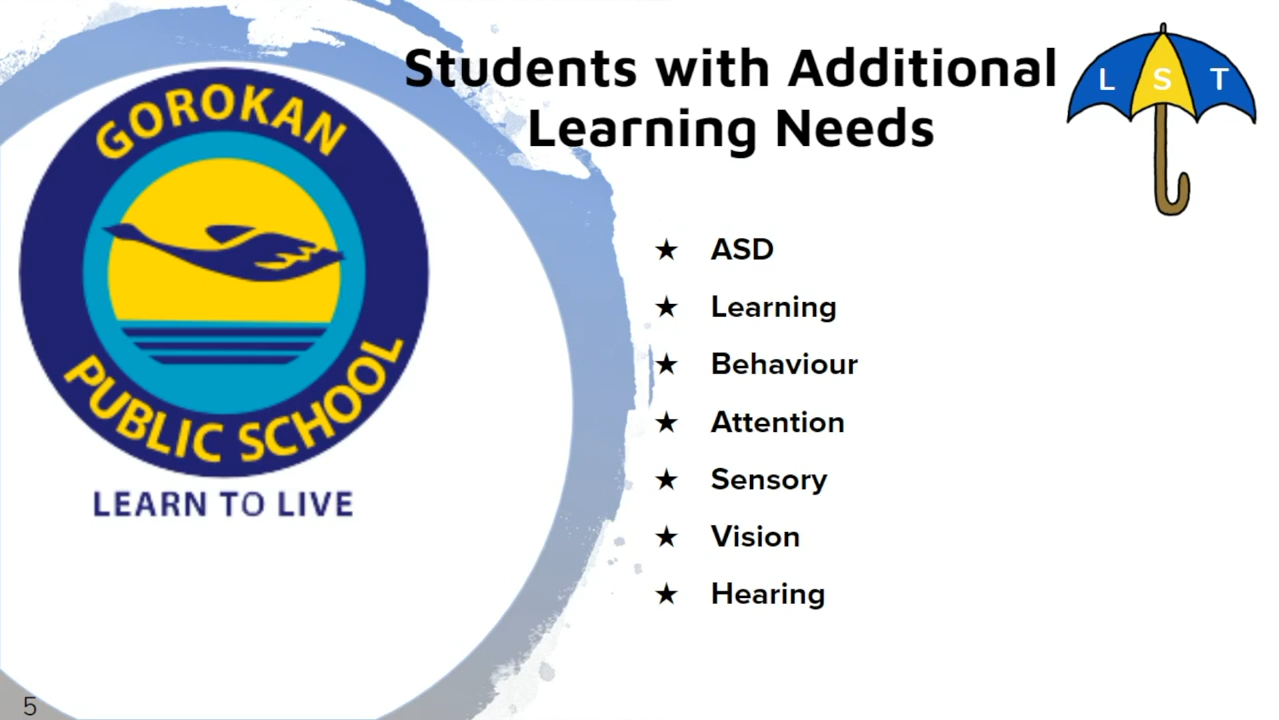 GOROKAN
PUBLIC SCHOOL
LEARN TO LIVE
Students with Additional
Learning Needs
L S T
★ ASD
★ Learning
★ Behaviour
★ Attention
★ Sensory
★ Vision
★ Hearing
5